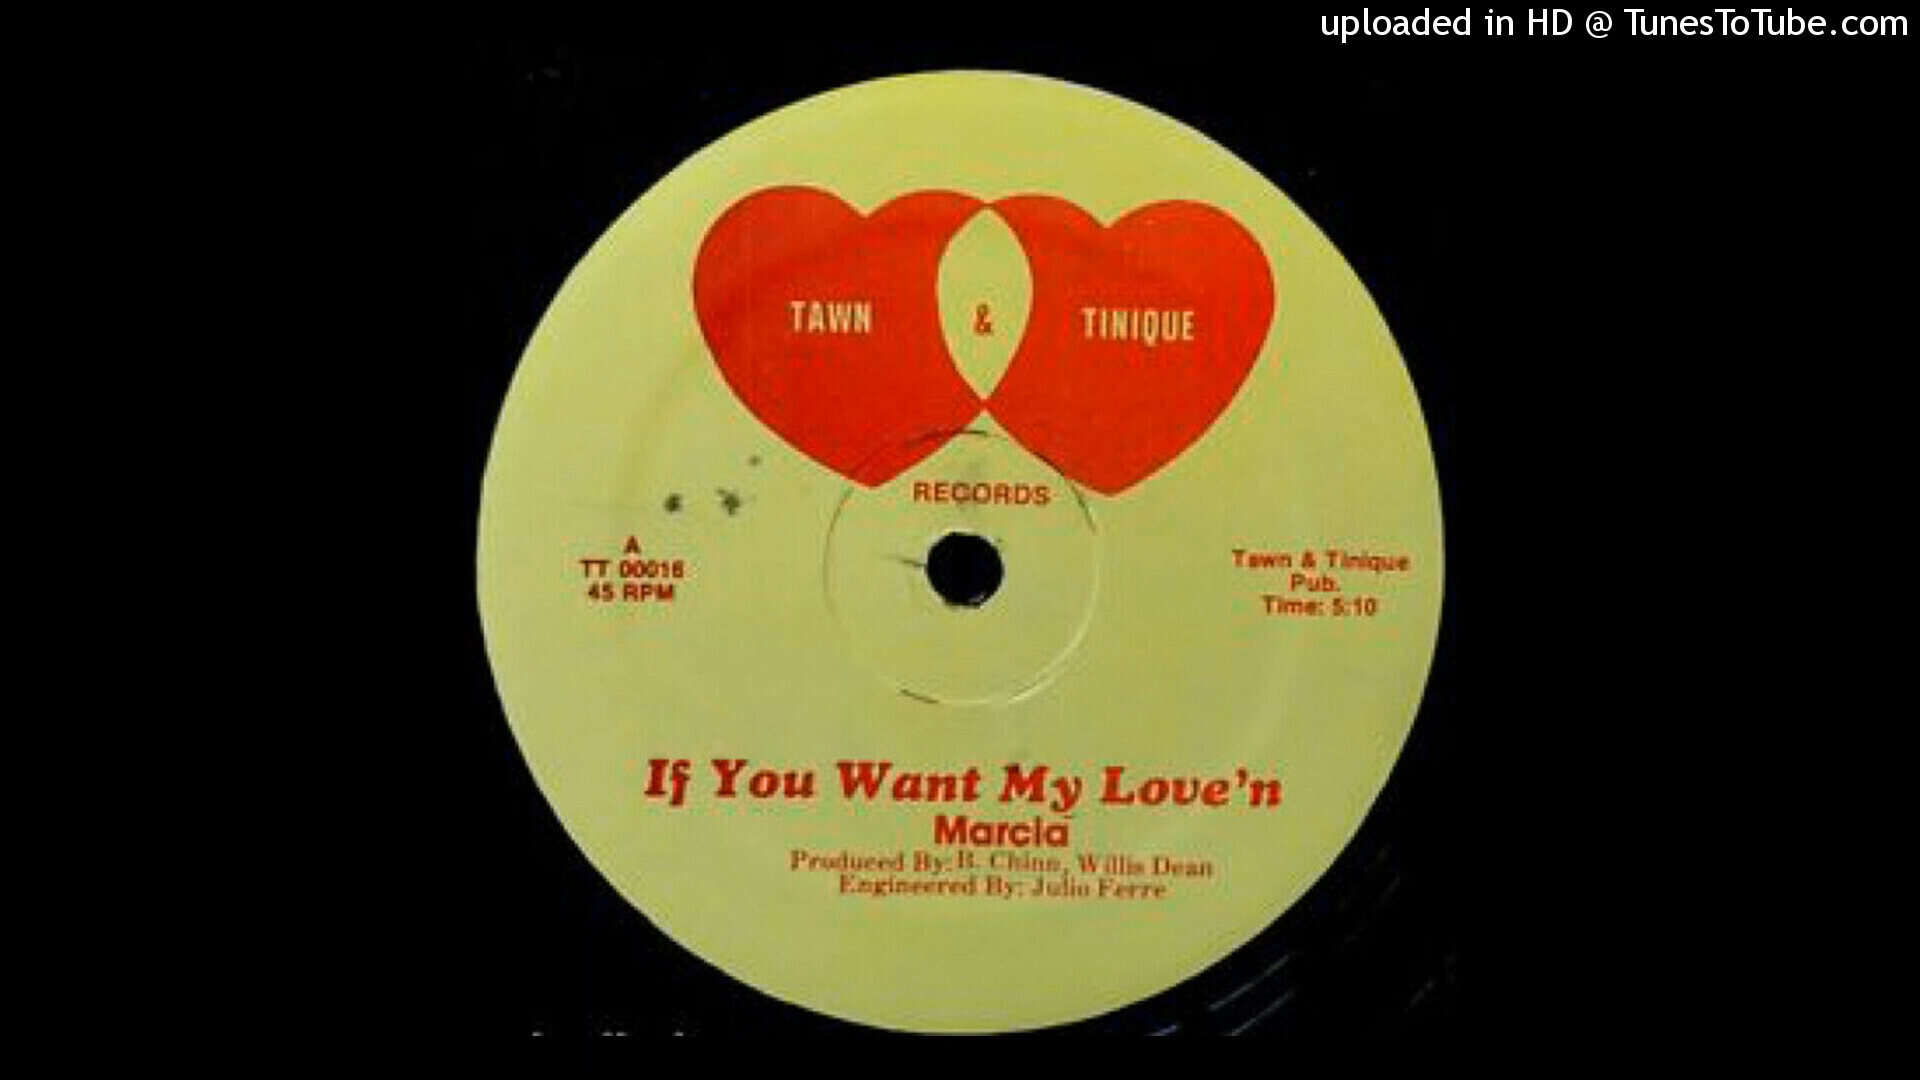 uploaded in HD @ TunesToTube.com
TAWN & TINIQUE
RECORDS
A
TT 00016
45 RPM
Tawn & Tinique
Pub.
Time: 5:10
If You Want My Love'n
Marcia
Produced By: B. Chinn, Willis Dean
Engineered By: Julio Ferre